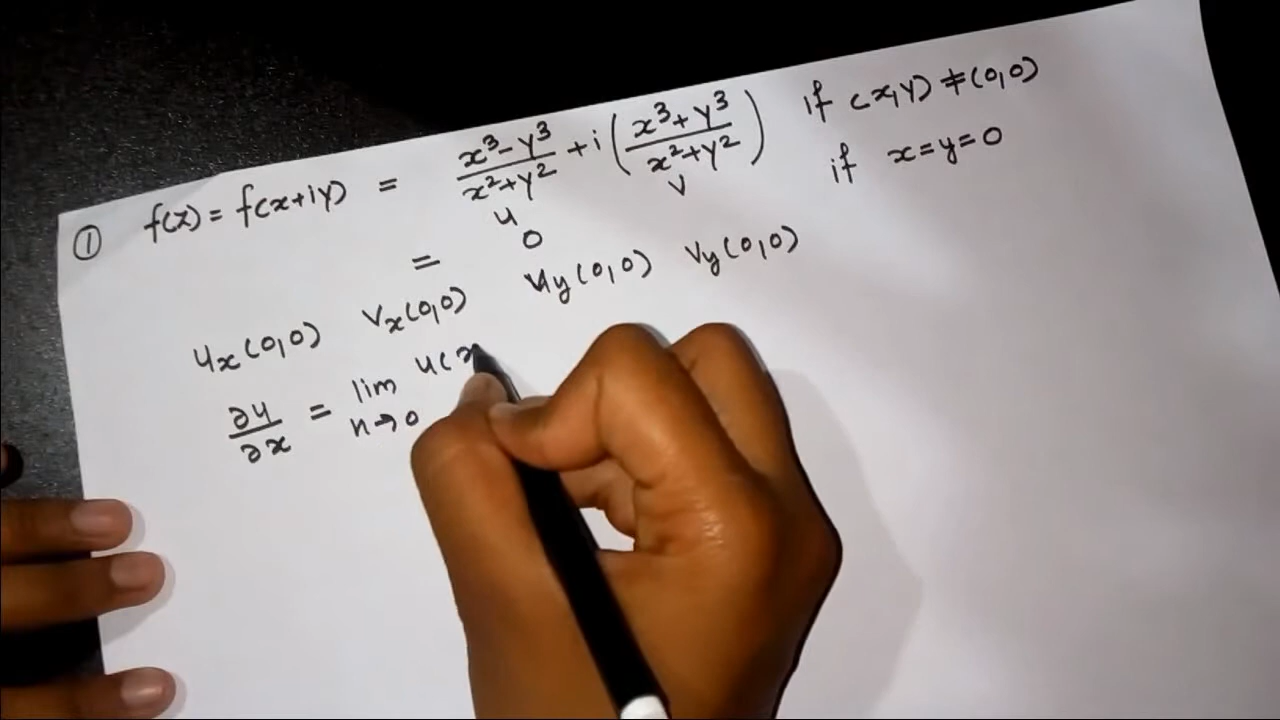 ① f(z) = f(x+iy) = x³-y³/x²+y² + i(x³+y³/x²+y²) if (x,y) ≠ (0,0)
u v
= 0 if x=y=0
ux(0,0) vx(0,0) uy(0,0) vy(0,0)
∂u/∂x = lim h→0 u(x